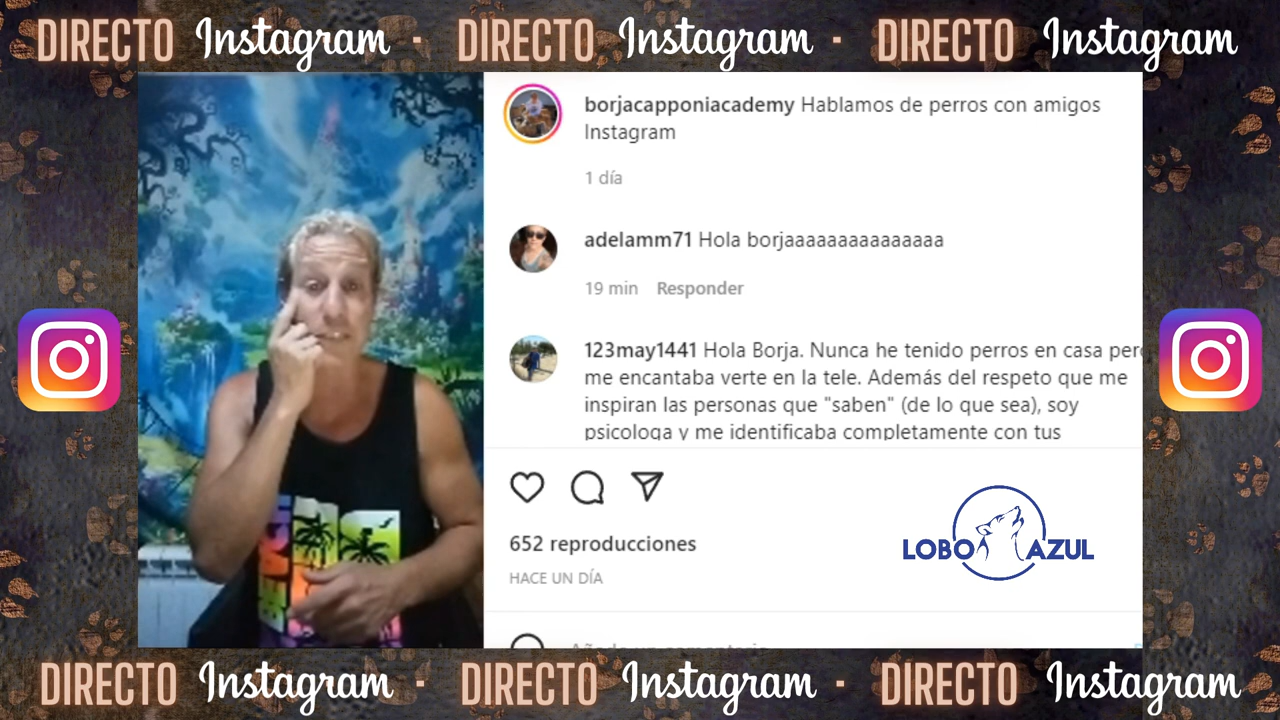 DIRECTO Instagram · DIRECTO Instagram · DIRECTO Instagram
borjacapponiacademy Hablamos de perros con amigos
Instagram
1 día
adelamm71 Hola borjaaaaaaaaaaaaaaa
19 min Responder
123may1441 Hola Borja. Nunca he tenido perros en casa
me encantaba verte en la tele. Además del respeto que me
inspiran las personas que "saben" (de lo que sea), soy
psicologa y me identificaba completamente con tus
652 reproducciones
HACE UN DÍA
LOBO AZUL
DIRECTO Instagram · DIRECTO Instagram · DIRECTO Instagram